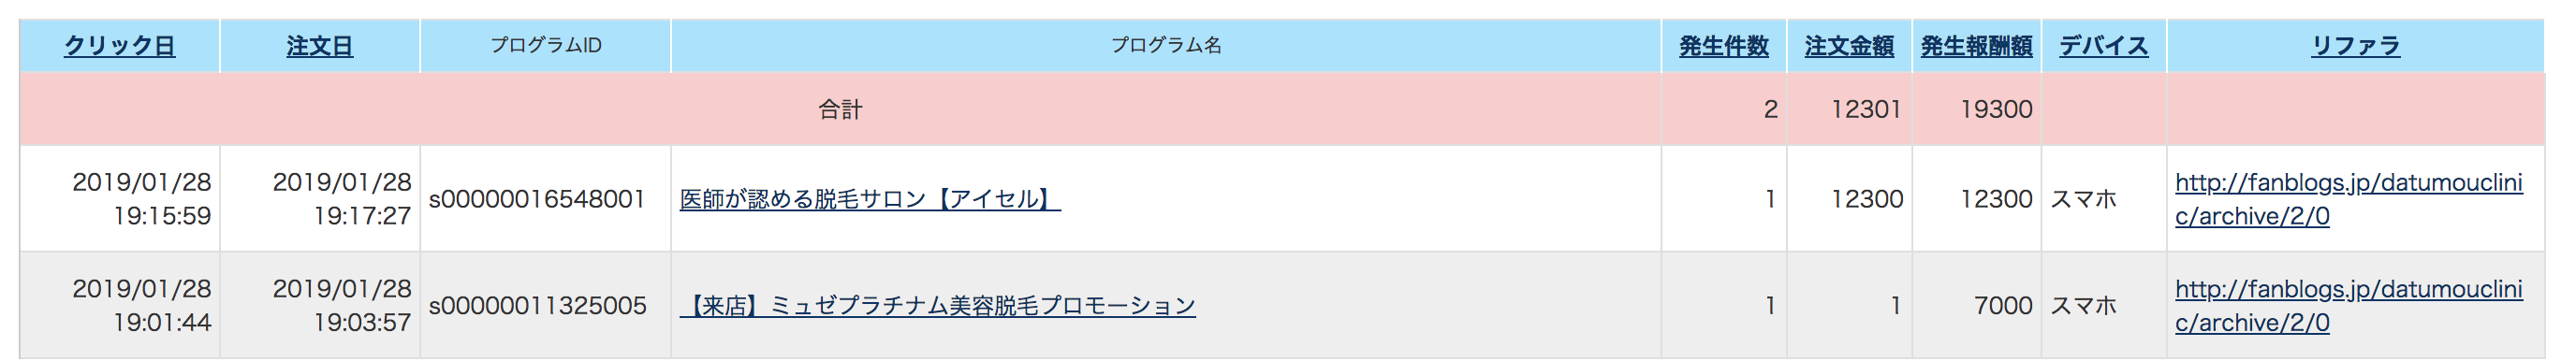 クリック日 注文日 プログラムID プログラム名 発生件数 注文金額 発生報酬額 デバイス リファラ
合計 2 12301 19300
2019/01/28 19:15:59 2019/01/28 19:17:27 s00000016548001 医師が認める脱毛サロン【アイセル】 1 12300 12300 スマホ http://fanblogs.jp/datumouclinic/archive/2/0
2019/01/28 19:01:44 2019/01/28 19:03:57 s00000011325005 【来店】ミュゼプラチナム美容脱毛プロモーション 1 1 7000 スマホ http://fanblogs.jp/datumouclinic/archive/2/0